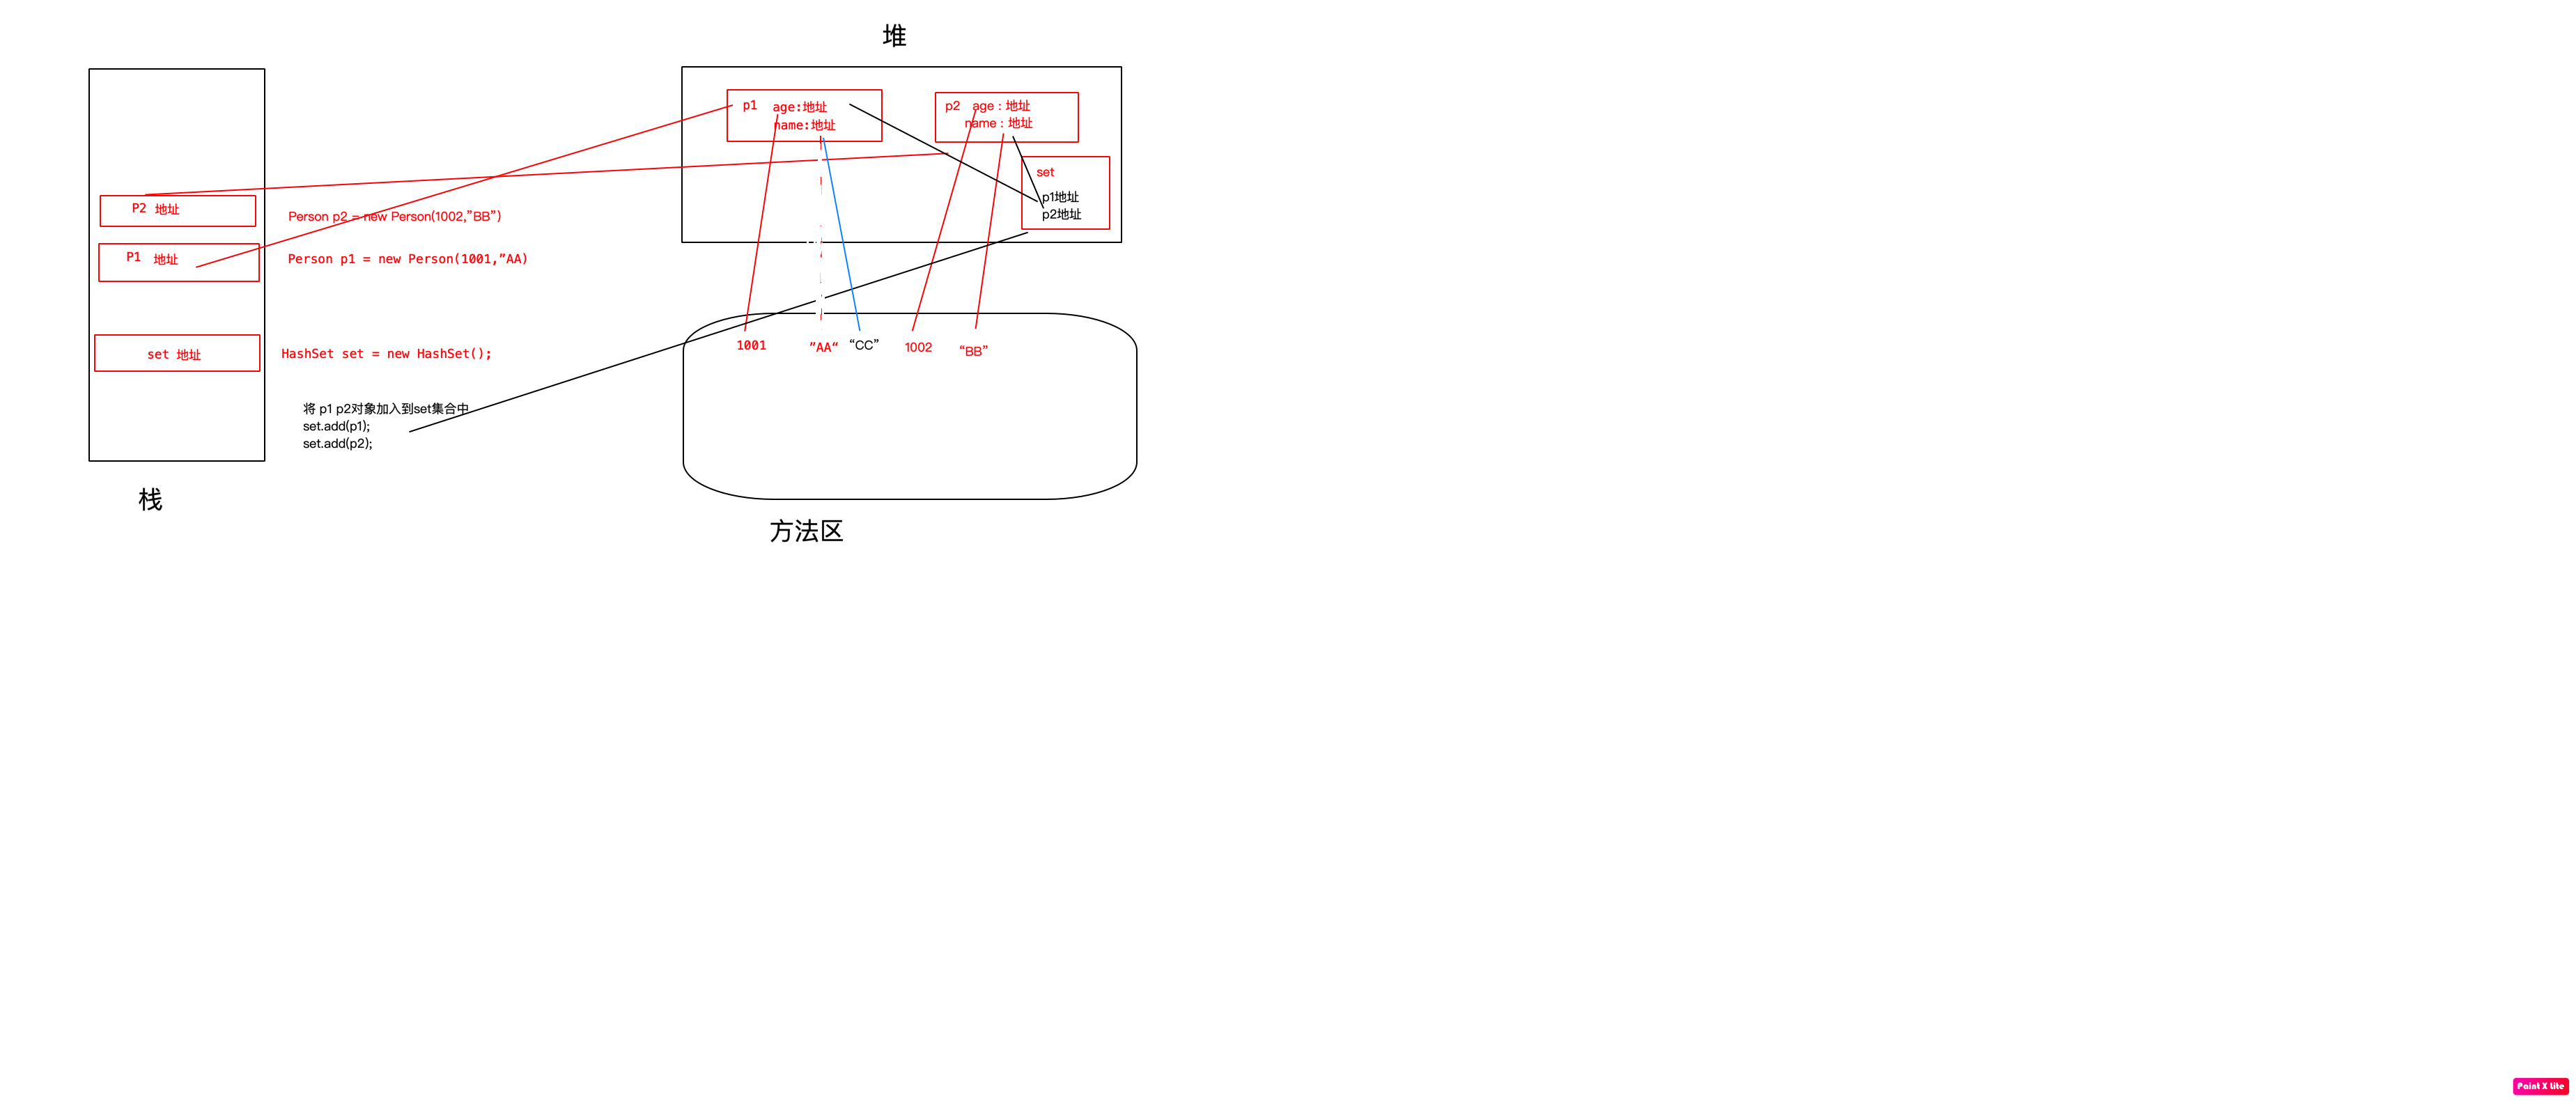 堆
p1 age:地址
name:地址
p2 age : 地址
name : 地址
set
p1地址
p2地址
P2 地址
Person p2 = new Person(1002,”BB”)
P1 地址
Person p1 = new Person(1001,”AA)
set 地址
HashSet set = new HashSet();
1001
”AA“
“CC”
1002
“BB”
将 p1 p2对象加入到set集合中
set.add(p1);
set.add(p2);
栈
方法区
Paint X Lite